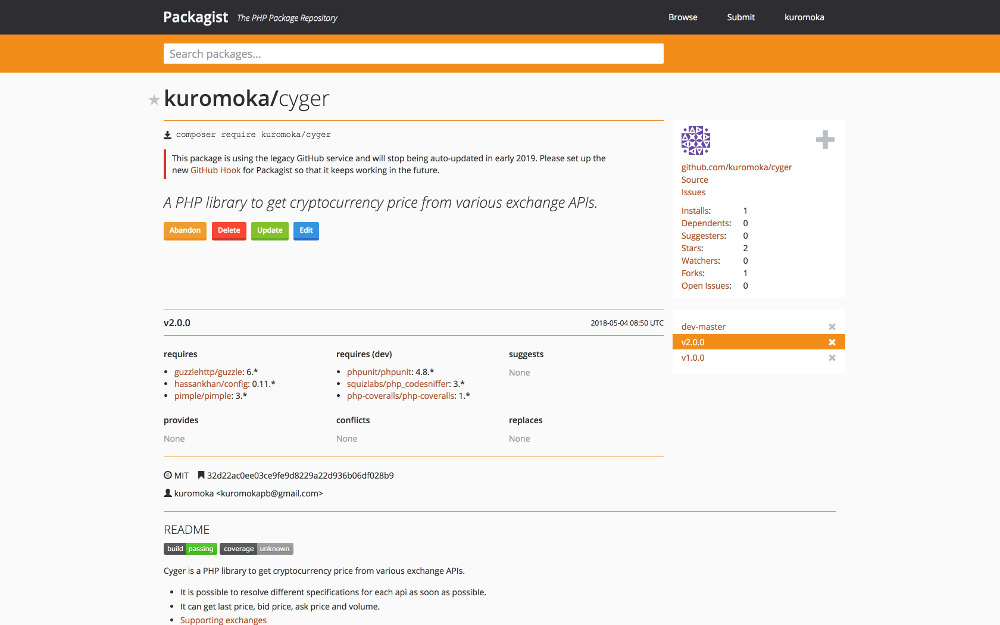 Packagist The PHP Package Repository Browse Submit kuromoka
Search packages...
kuromoka/cyger
composer require kuromoka/cyger
This package is using the legacy GitHub service and will stop being auto-updated in early 2019. Please set up the
new GitHub Hook for Packagist so that it keeps working in the future.
A PHP library to get cryptocurrency price from various exchange APIs.
Abandon Delete Update Edit
github.com/kuromoka/cyger
Source
Issues
Installs: 1
Dependents: 0
Suggesters: 0
Stars: 2
Watchers: 0
Forks: 1
Open Issues: 0
v2.0.0 2018-05-04 08:50 UTC
dev-master
v2.0.0
v1.0.0
requires
guzzlehttp/guzzle: 6.*
hassankhan/config: 0.11.*
pimple/pimple: 3.*
requires (dev)
phpunit/phpunit: 4.8.*
squizlabs/php_codesniffer: 3.*
php-coveralls/php-coveralls: 1.*
suggests
None
provides
None
conflicts
None
replaces
None
MIT 32d22ac0ee03ce9fe9d8229a22d936b06df028b9
kuromoka <kuromokapb@gmail.com>
README
build passing coverage unknown
Cyger is a PHP library to get cryptocurrency price from various exchange APIs.
It is possible to resolve different specifications for each api as soon as possible.
It can get last price, bid price, ask price and volume.
Supporting exchanges